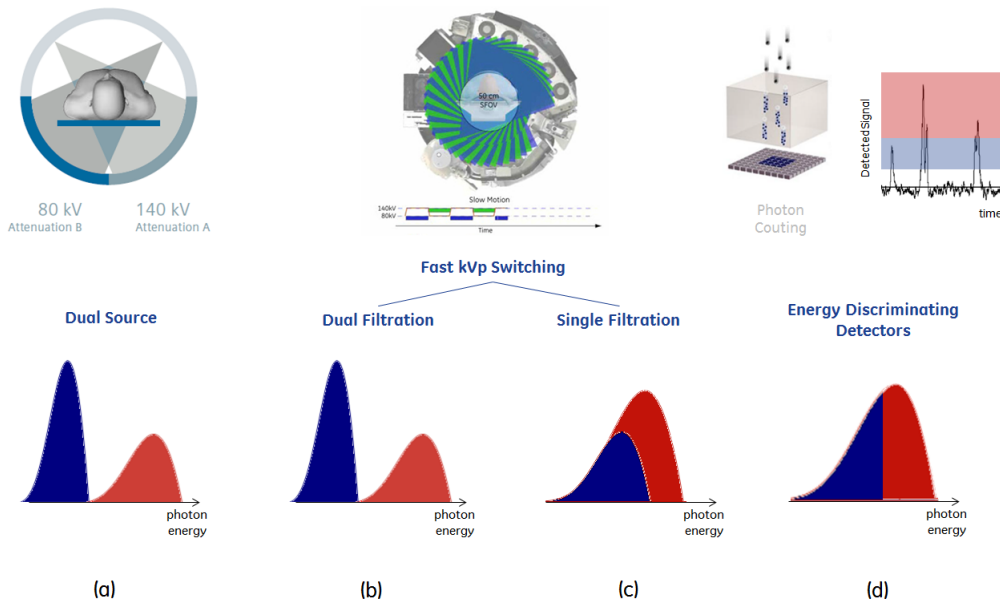 80 kV
Attenuation B
140 kV
Attenuation A
50 cm
SFOV
Slow Motion
140kV
80kV
Time
Photon
Couting
Detected Signal
time
Fast kVp Switching
Dual Source
Dual Filtration
Single Filtration
Energy Discriminating
Detectors
photon
energy
photon
energy
photon
energy
photon
energy
(a)
(b)
(c)
(d)